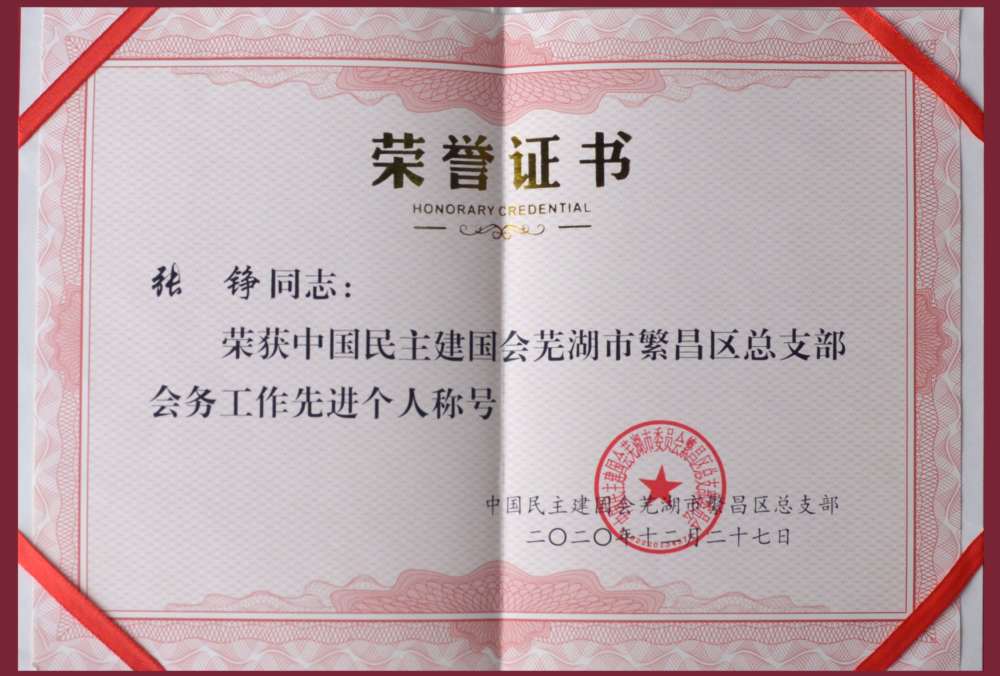 荣誉证书
HONORARY CREDENTIAL
张 铮同志：
荣获中国民主建国会芜湖市繁昌区总支部
会务工作先进个人称号
中国民主建国会芜湖市繁昌区总支部
二〇二〇年十二月二十七日